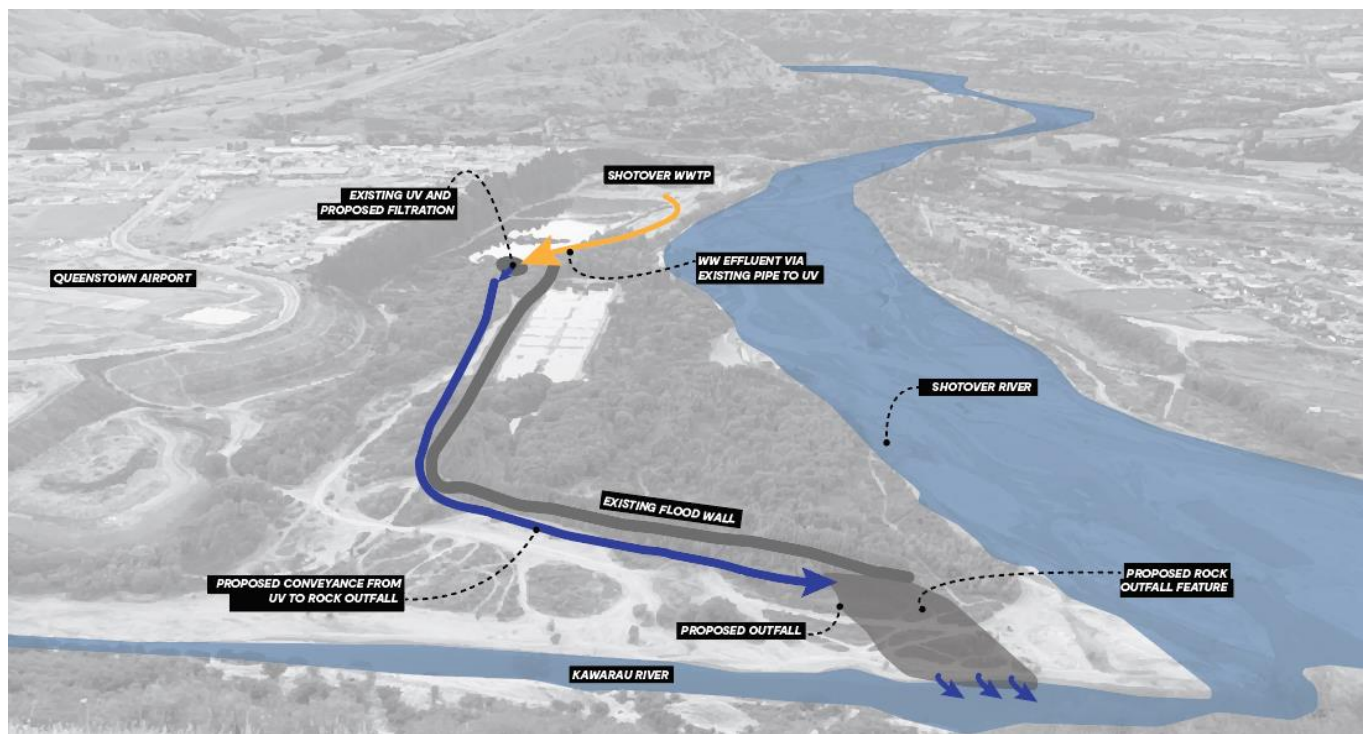 SHOTOVER WWTP
EXISTING UV AND
PROPOSED FILTRATION
WW EFFLUENT VIA
EXISTING PIPE TO UV
QUEENSTOWN AIRPORT
SHOTOVER RIVER
EXISTING FLOOD WALL
PROPOSED CONVEYANCE FROM
UV TO ROCK OUTFALL
PROPOSED ROCK
OUTFALL FEATURE
PROPOSED OUTFALL
KAWARAU RIVER